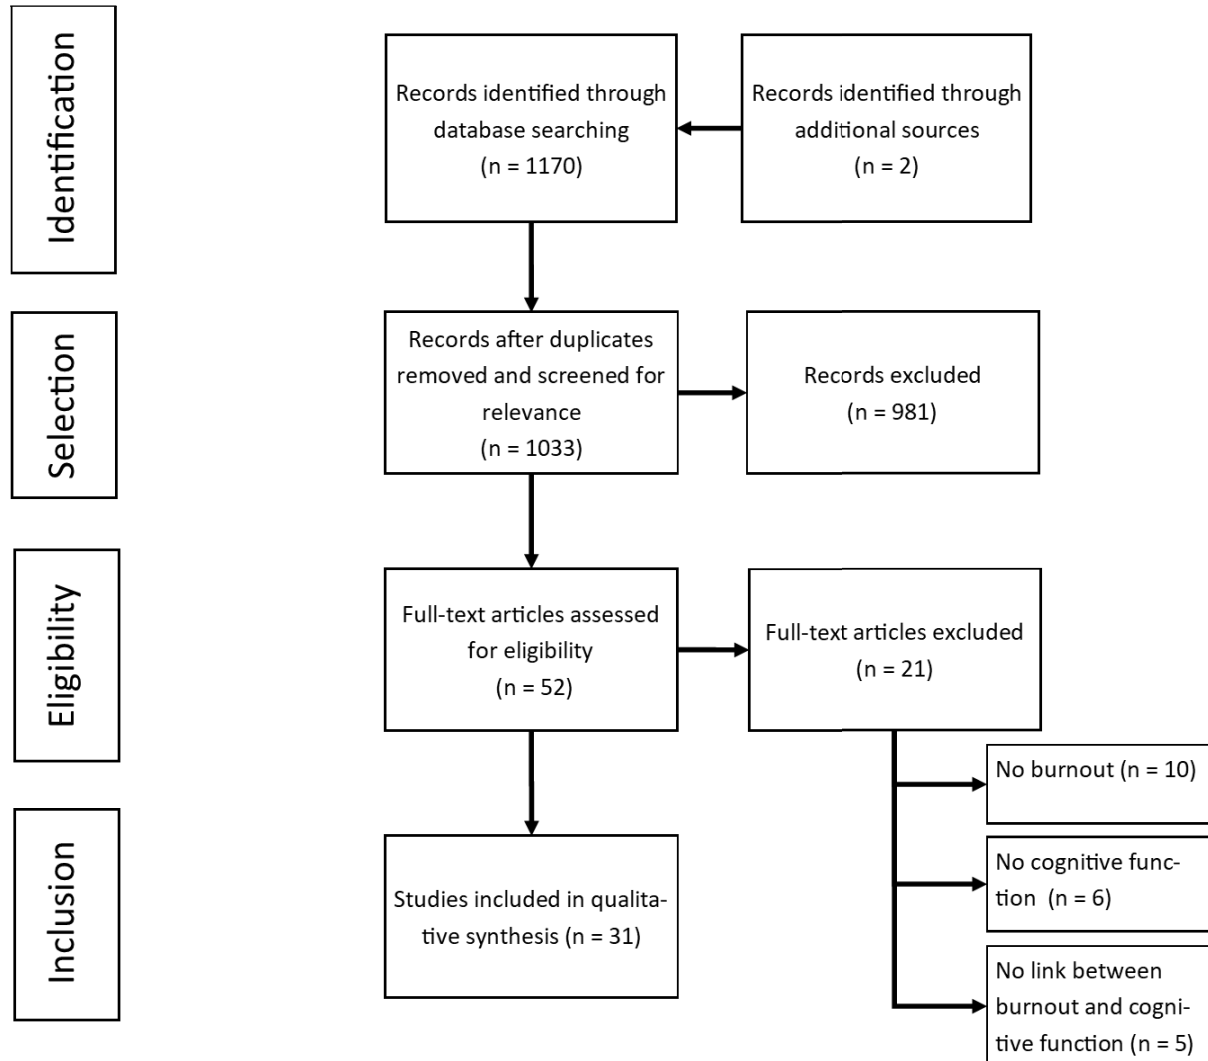 Identification
Records identified through
database searching
(n = 1170)
Records identified through
additional sources
(n = 2)
Selection
Records after duplicates
removed and screened for
relevance
(n = 1033)
Records excluded
(n = 981)
Eligibility
Full-text articles assessed
for eligibility
(n = 52)
Full-text articles excluded
(n = 21)
No burnout (n = 10)
No cognitive func-
tion (n = 6)
No link between
burnout and cogni-
tive function (n = 5)
Inclusion
Studies included in qualita-
tive synthesis (n = 31)